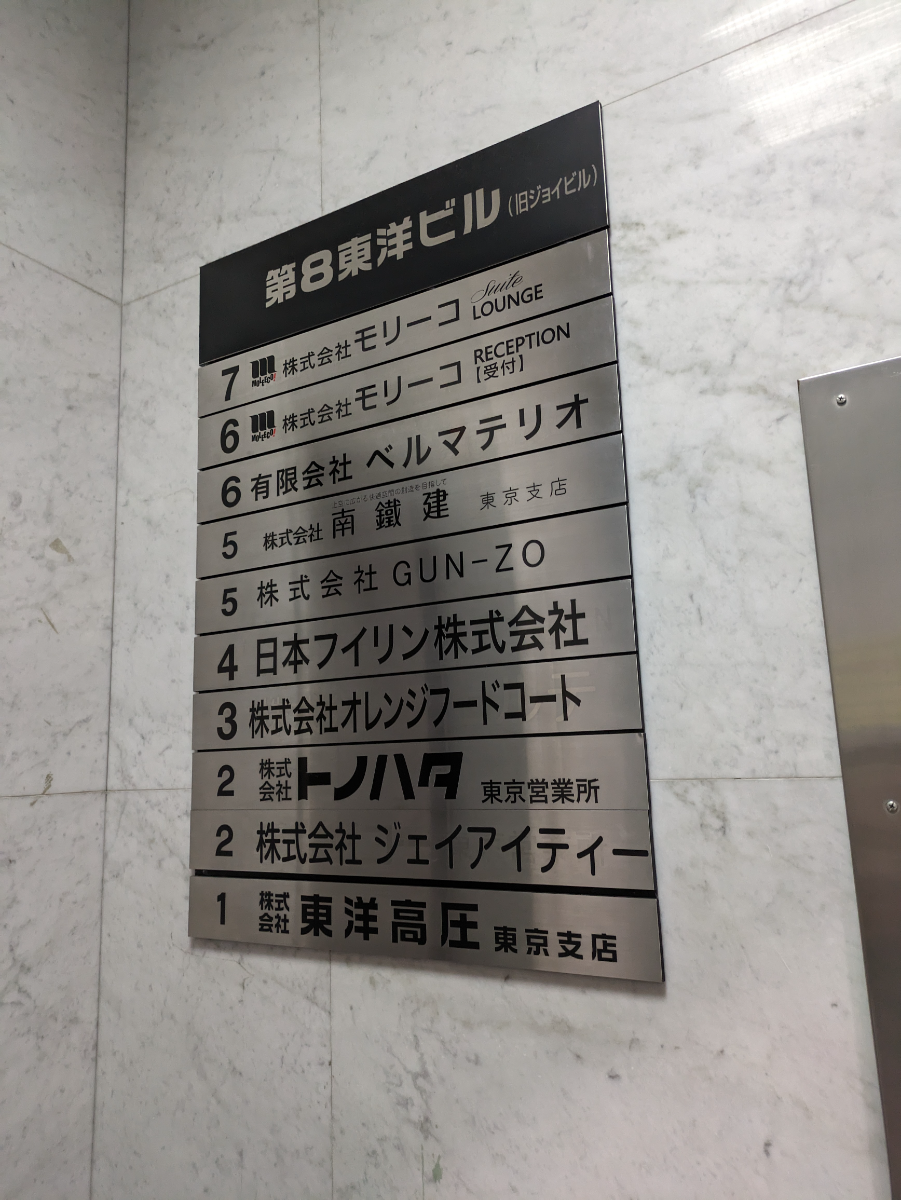 第8東洋ビル(旧ジョイビル)
7 m molecco! 株式会社モリーコ Suite LOUNGE
6 m molecco! 株式会社モリーコ RECEPTION【受付】
6 有限会社 ベルマテリオ
5 株式会社 南鐵建 東京支店
5 株式会社 GUN-ZO
4 日本フイリン株式会社
3 株式会社オレンジフードコート
2 株式会社 トノハタ 東京営業所
2 株式会社 ジェイアイティー
1 株式会社 東洋高圧 東京支店